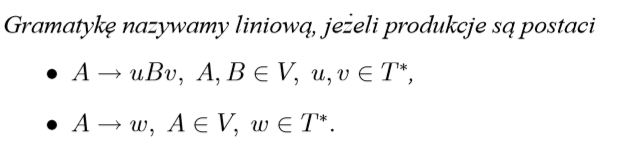 Gramatykę nazywamy liniową, jeżeli produkcje są postaci
• A → uBv, A, B ∈ V, u, v ∈ T*,
• A → w, A ∈ V, w ∈ T*.